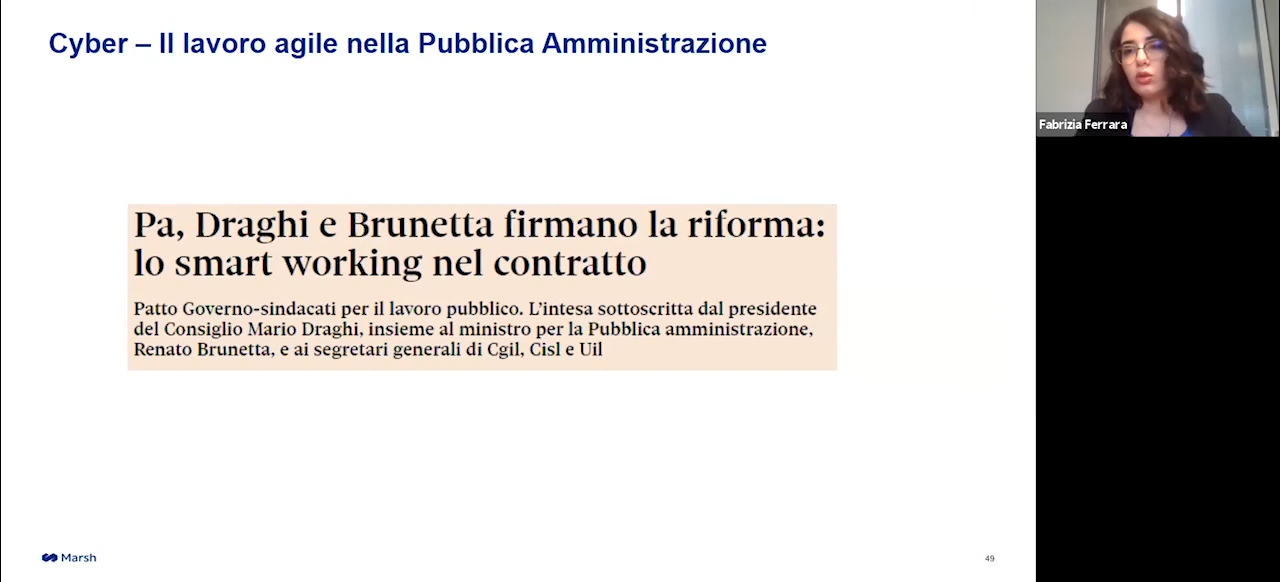 Cyber – Il lavoro agile nella Pubblica Amministrazione
Fabrizia Ferrara
Pa, Draghi e Brunetta firmano la riforma:
lo smart working nel contratto
Patto Governo-sindacati per il lavoro pubblico. L'intesa sottoscritta dal presidente
del Consiglio Mario Draghi, insieme al ministro per la Pubblica amministrazione,
Renato Brunetta, e ai segretari generali di Cgil, Cisl e Uil
Marsh
49